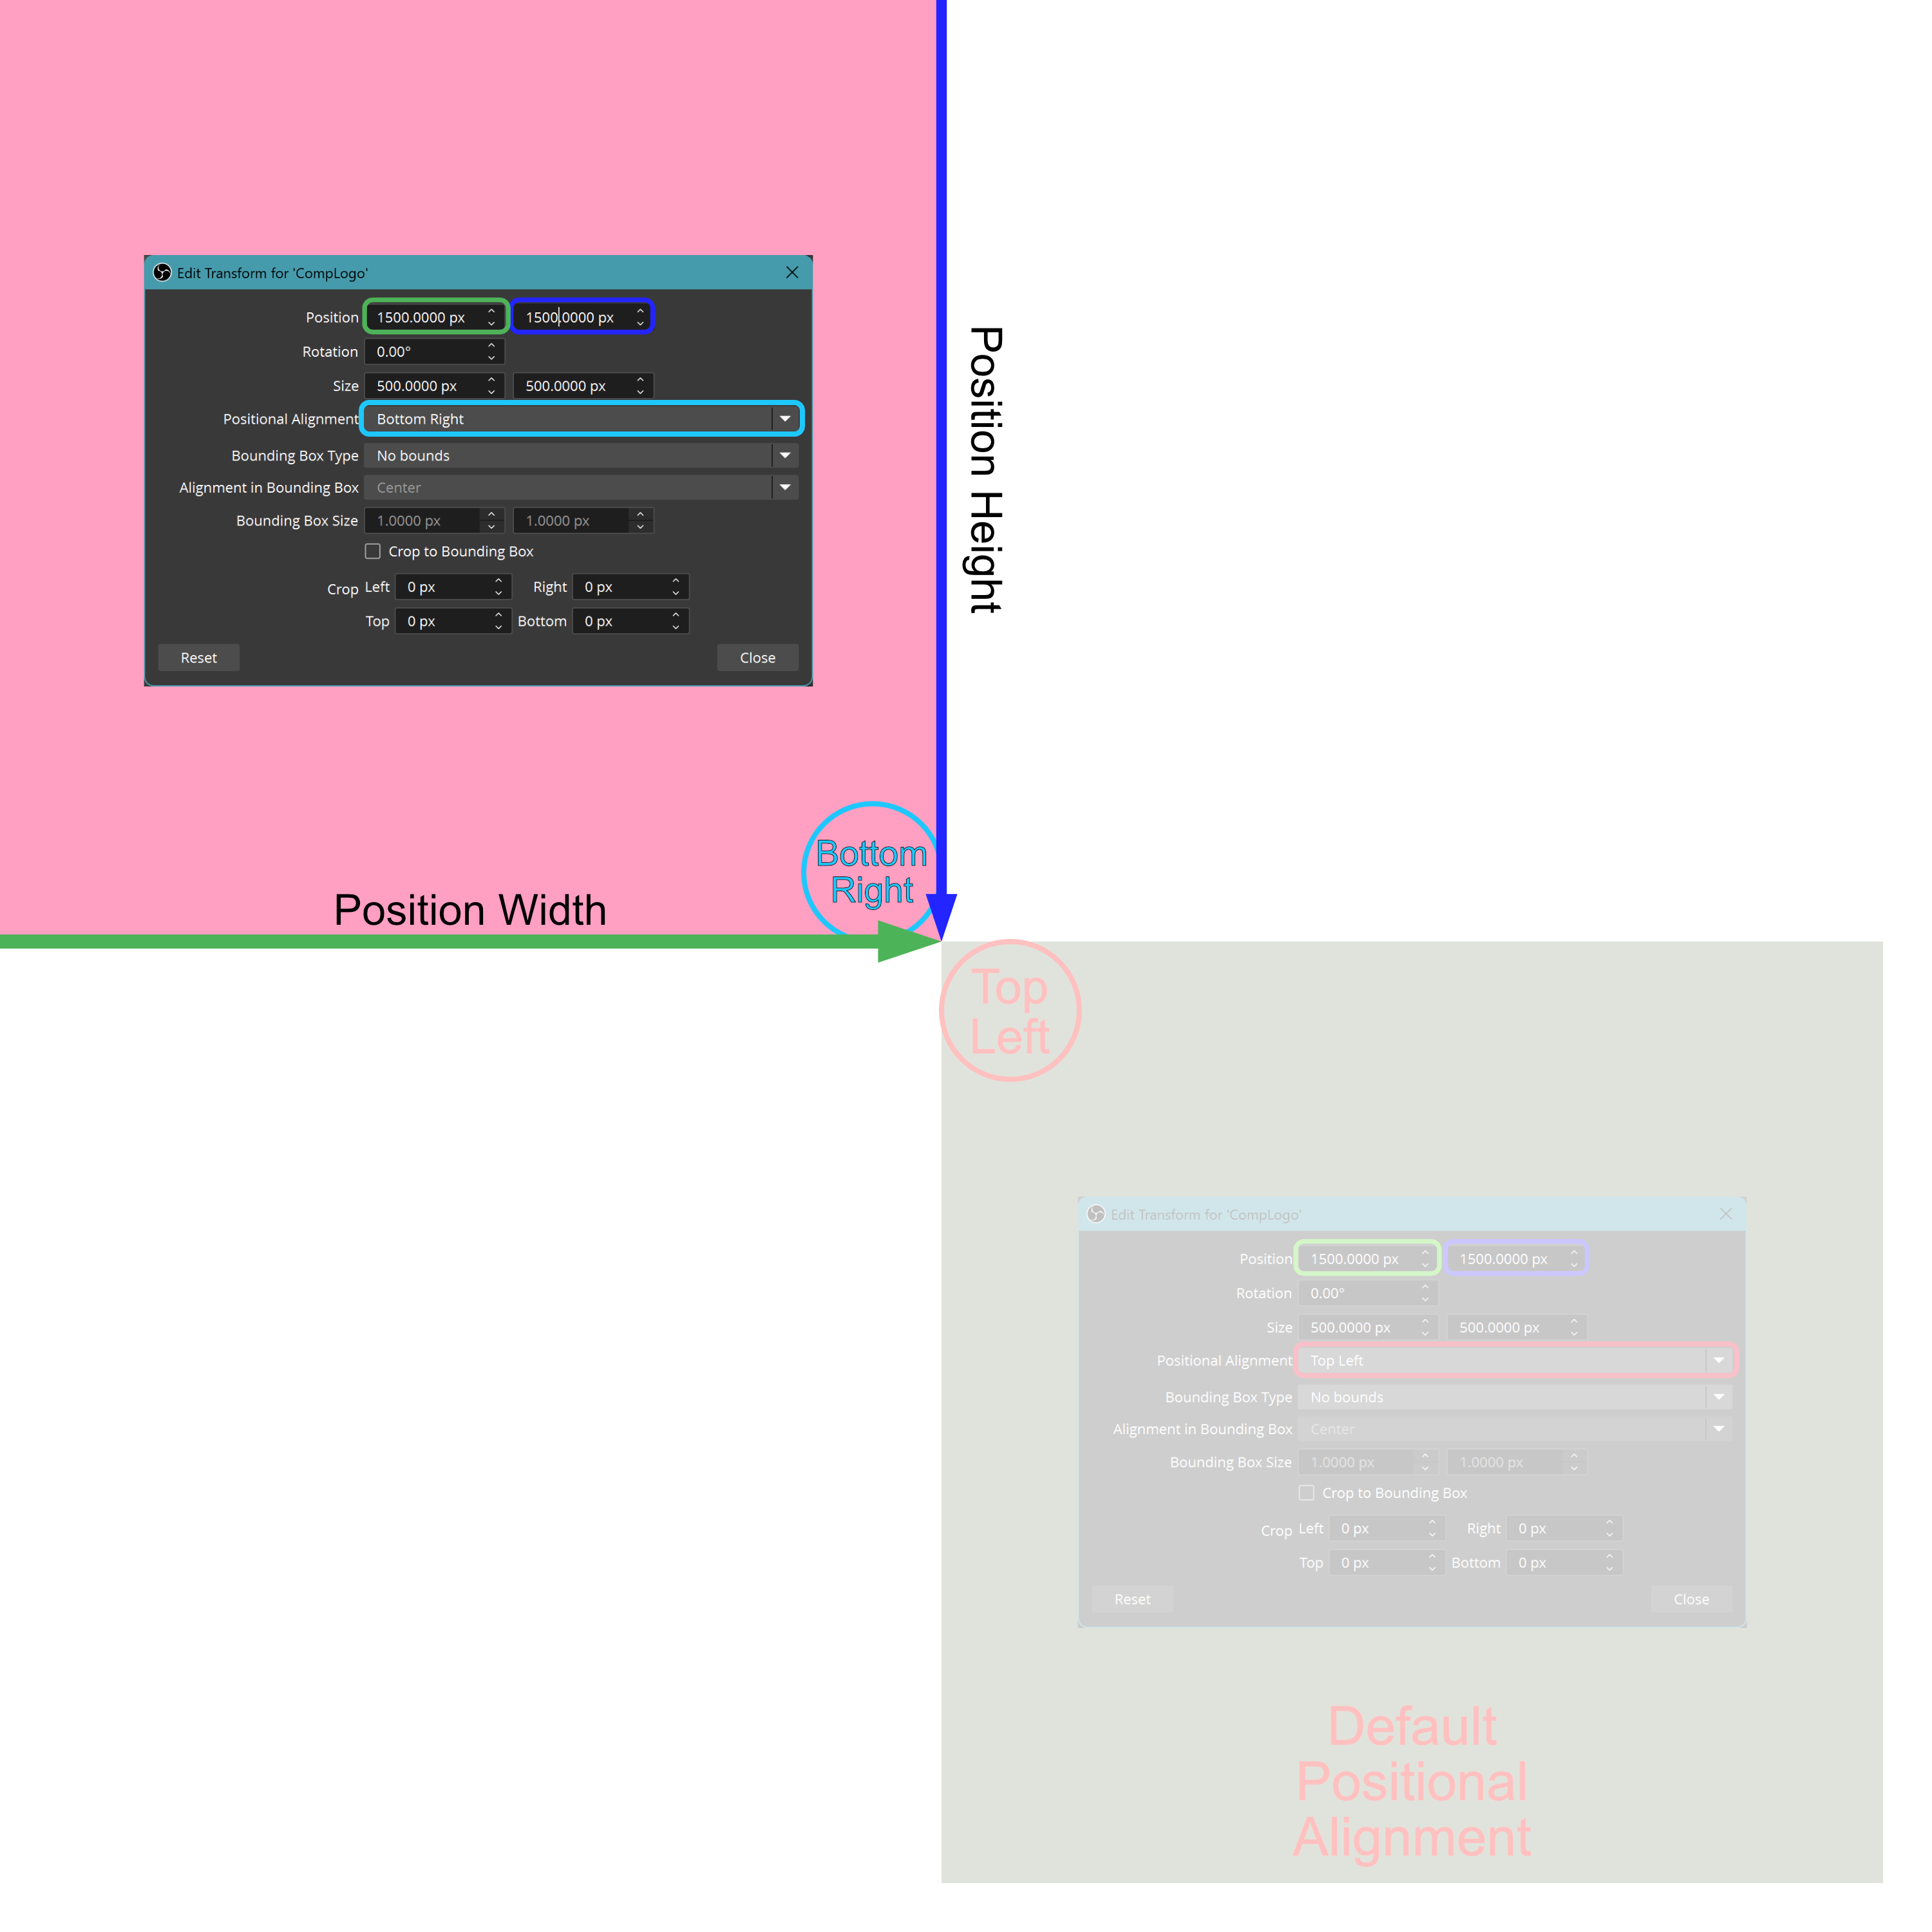 Edit Transform for 'CompLogo'
Position 1500.0000 px 1500.0000 px
Rotation 0.00°
Size 500.0000 px 500.0000 px
Positional Alignment Bottom Right
Bounding Box Type No bounds
Alignment in Bounding Box Center
Bounding Box Size 1.0000 px 1.0000 px
Crop to Bounding Box
Crop Left 0 px Right 0 px
Top 0 px Bottom 0 px
Reset Close
Position Height
Bottom
Right
Position Width
Top
Left
Edit Transform for 'CompLogo'
Position 1500.0000 px 1500.0000 px
Rotation 0.00°
Size 500.0000 px 500.0000 px
Positional Alignment Top Left
Bounding Box Type No bounds
Alignment in Bounding Box Center
Bounding Box Size 1.0000 px 1.0000 px
Crop to Bounding Box
Crop Left 0 px Right 0 px
Top 0 px Bottom 0 px
Reset Close
Default
Positional
Alignment